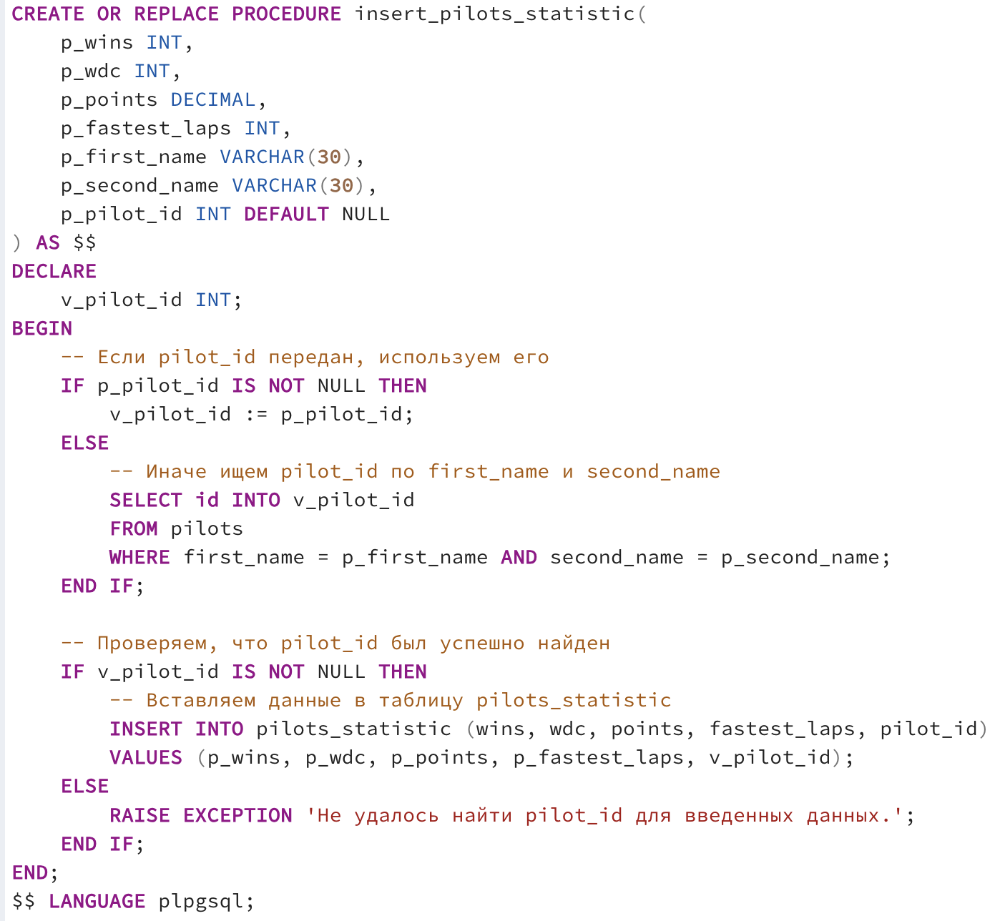 CREATE OR REPLACE PROCEDURE insert_pilots_statistic(
    p_wins INT,
    p_wdc INT,
    p_points DECIMAL,
    p_fastest_laps INT,
    p_first_name VARCHAR(30),
    p_second_name VARCHAR(30),
    p_pilot_id INT DEFAULT NULL
) AS $$
DECLARE
    v_pilot_id INT;
BEGIN
    -- Если pilot_id передан, используем его
    IF p_pilot_id IS NOT NULL THEN
        v_pilot_id := p_pilot_id;
    ELSE
        -- Иначе ищем pilot_id по first_name и second_name
        SELECT id INTO v_pilot_id
        FROM pilots
        WHERE first_name = p_first_name AND second_name = p_second_name;
    END IF;

    -- Проверяем, что pilot_id был успешно найден
    IF v_pilot_id IS NOT NULL THEN
        -- Вставляем данные в таблицу pilots_statistic
        INSERT INTO pilots_statistic (wins, wdc, points, fastest_laps, pilot_id)
        VALUES (p_wins, p_wdc, p_points, p_fastest_laps, v_pilot_id);
    ELSE
        RAISE EXCEPTION 'Не удалось найти pilot_id для введенных данных.';
    END IF;
END;
$$ LANGUAGE plpgsql;